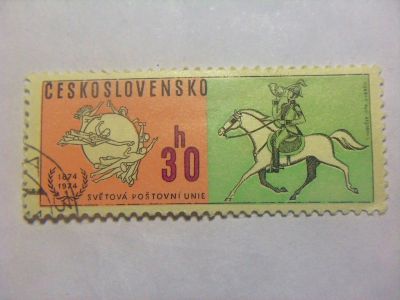 ČESKOSLOVENSKO
h
30
1874
1974
SVĚTOVÁ POŠTOVNÍ UNIE